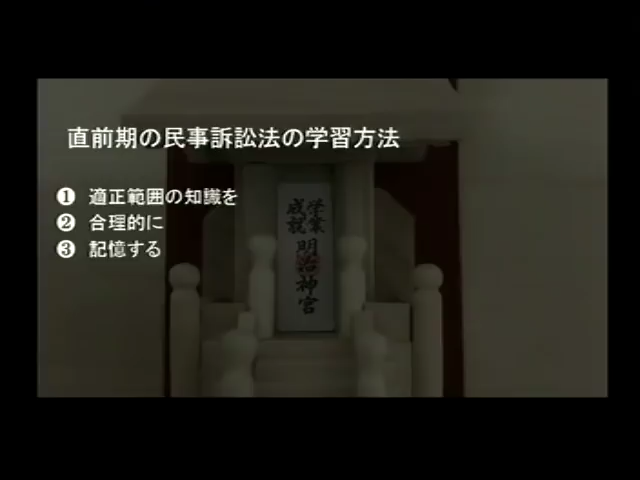 直前期の民事訴訟法の学習方法
❶ 適正範囲の知識を
❷ 合理的に
❸ 記憶する
学業
成就
明治神宮